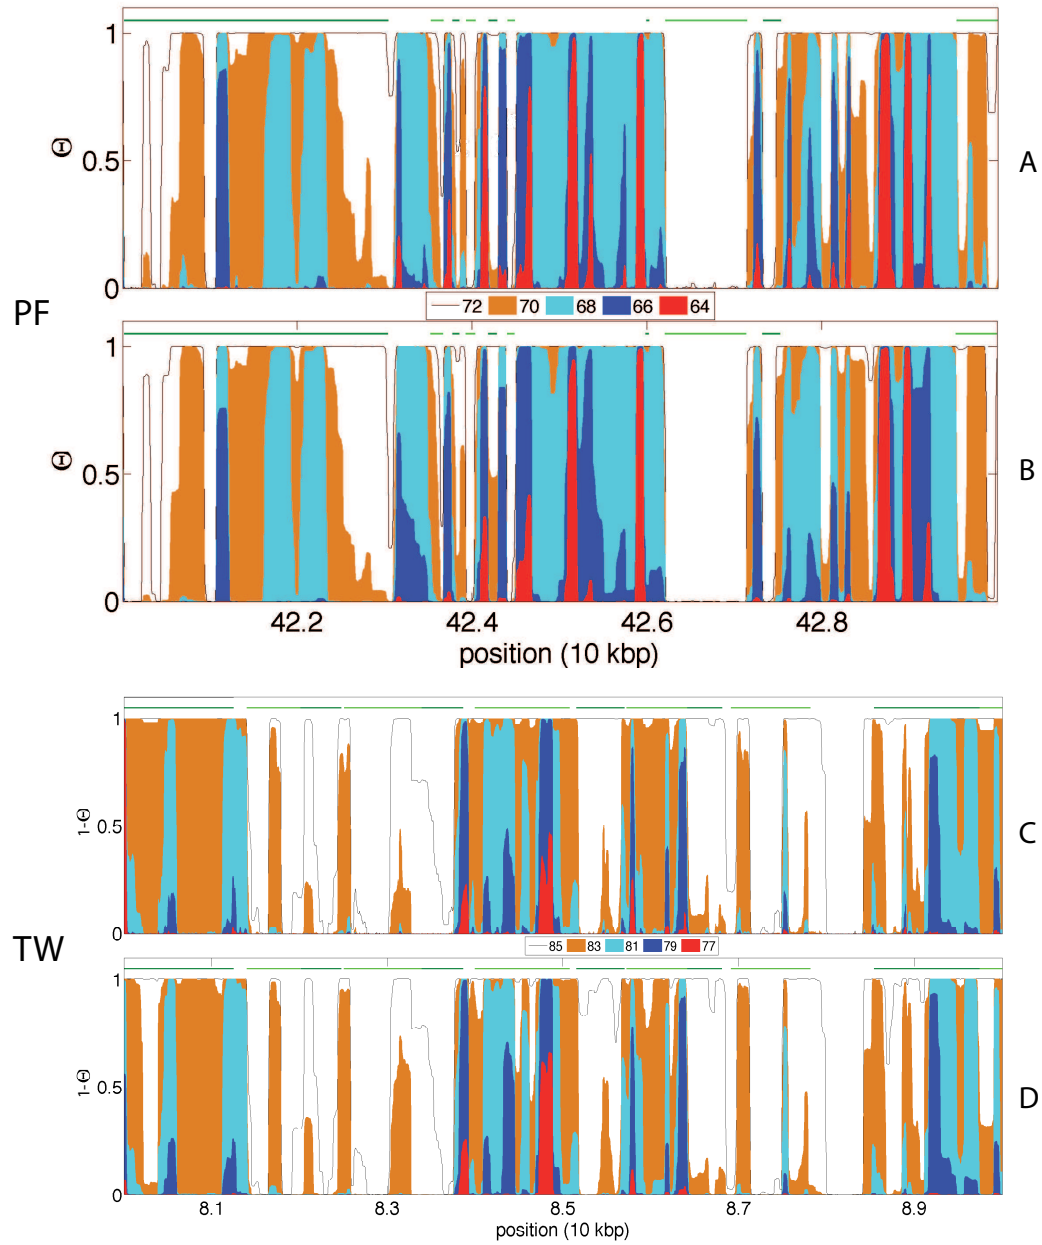 1
Θ
0.5
A
0
PF
72 70 68 66 64
1
Θ
0.5
B
0
42.2 42.4 42.6 42.8
position (10 kbp)
1
1-Θ
0.5
C
0
TW
85 83 81 79 77
1
1-Θ
0.5
D
0
8.1 8.3 8.5 8.7 8.9
position (10 kbp)